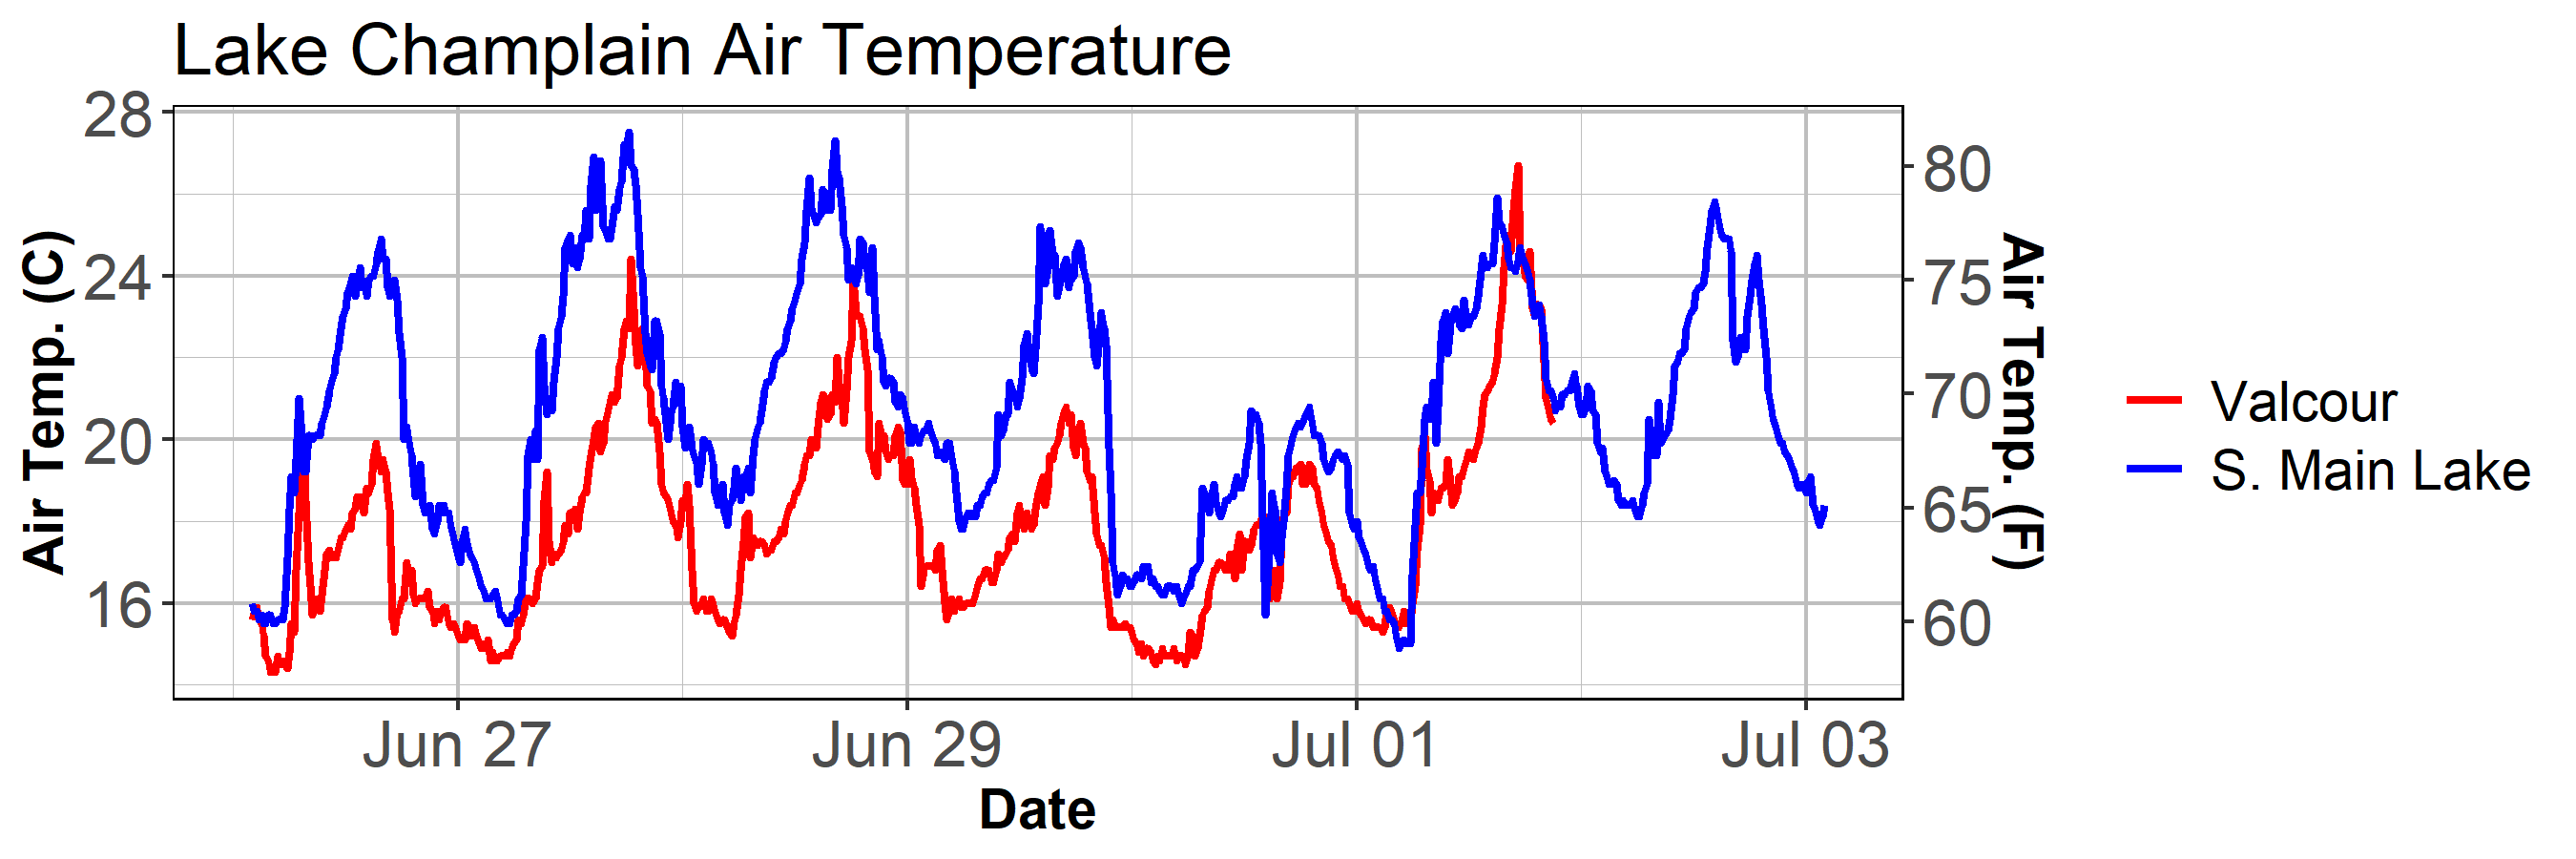 Lake Champlain Air Temperature
Air Temp. (C)
28
24
20
16
80
75
70
65
60
Air Temp. (F)
Jun 27
Jun 29
Jul 01
Jul 03
Date
Valcour
S. Main Lake